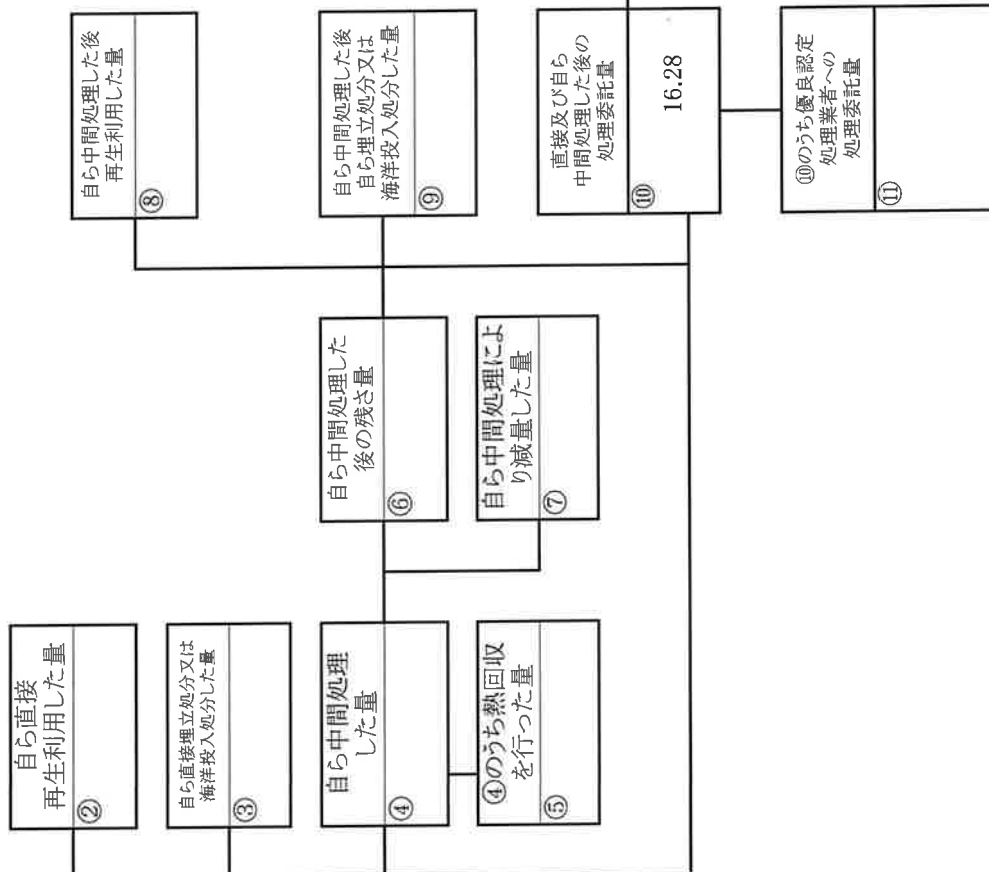 自ら直接
再生利用した量
②
自ら直接埋立処分又は
海洋投入処分した量
③
自ら中間処理
した量
④
④のうち熱回収
を行った量
⑤
自ら中間処理した
後の残さ量
⑥
自ら中間処理によ
り減量した量
⑦
自ら中間処理した後
再生利用した量
⑧
自ら中間処理した後
自ら埋立処分又は
海洋投入処分した量
⑨
直接及び自ら
中間処理した後の
処理委託量
⑩
16.28
⑩のうち優良認定
処理業者への
処理委託量
⑪